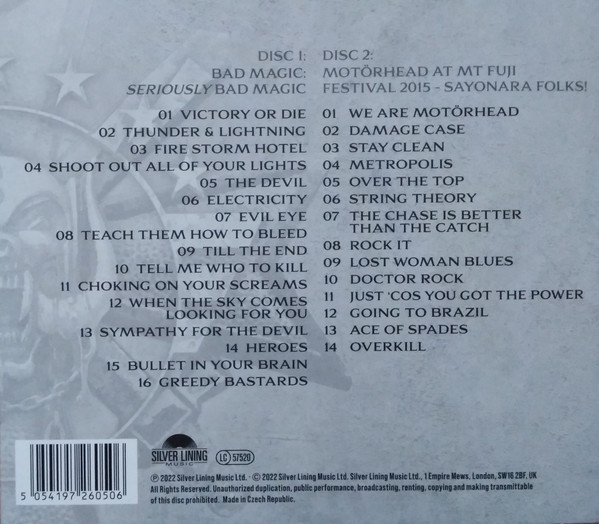 DISC 1:
BAD MAGIC:
SERIOUSLY BAD MAGIC
01 VICTORY OR DIE
02 THUNDER & LIGHTNING
03 FIRE STORM HOTEL
04 SHOOT OUT ALL OF YOUR LIGHTS
05 THE DEVIL
06 ELECTRICITY
07 EVIL EYE
08 TEACH THEM HOW TO BLEED
09 TILL THE END
10 TELL ME WHO TO KILL
11 CHOKING ON YOUR SCREAMS
12 WHEN THE SKY COMES
LOOKING FOR YOU
13 SYMPATHY FOR THE DEVIL
14 HEROES
15 BULLET IN YOUR BRAIN
16 GREEDY BASTARDS
DISC 2:
MOTÖRHEAD AT MT FUJI
FESTIVAL 2015 - SAYONARA FOLKS!
01 WE ARE MOTÖRHEAD
02 DAMAGE CASE
03 STAY CLEAN
04 METROPOLIS
05 OVER THE TOP
06 STRING THEORY
07 THE CHASE IS BETTER
THAN THE CATCH
08 ROCK IT
09 LOST WOMAN BLUES
10 DOCTOR ROCK
11 JUST 'COS YOU GOT THE POWER
12 GOING TO BRAZIL
13 ACE OF SPADES
14 OVERKILL
5 054197 260506
SILVER LINING
MUSIC
LC 57520
℗ 2022 Silver Lining Music Ltd. · © 2022 Silver Lining Music Ltd. Silver Lining Music Ltd., 1 Empire Mews, London, SW16 2BF, UK
All Rights Reserved. Unauthorized duplication, public performance, broadcasting, renting, copying and making transmittable
of this disc prohibited. Made in Czech Republic.